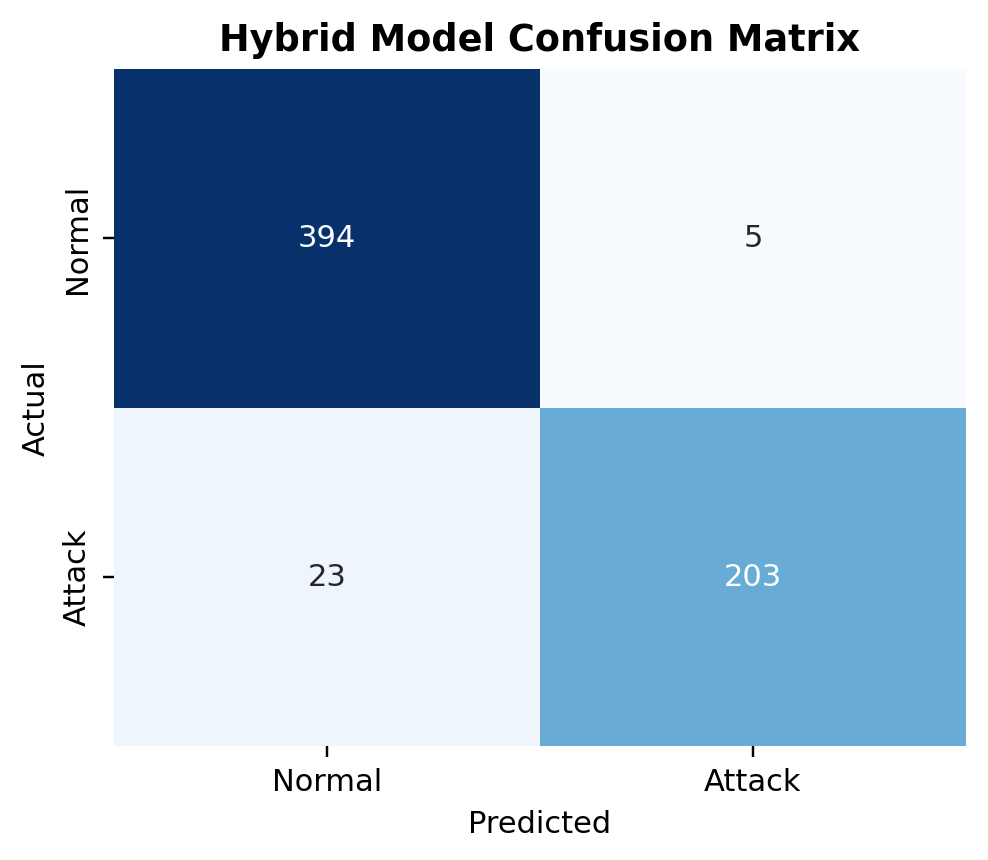 Hybrid Model Confusion Matrix
Actual
Normal
394
5
Attack
23
203
Normal
Attack
Predicted